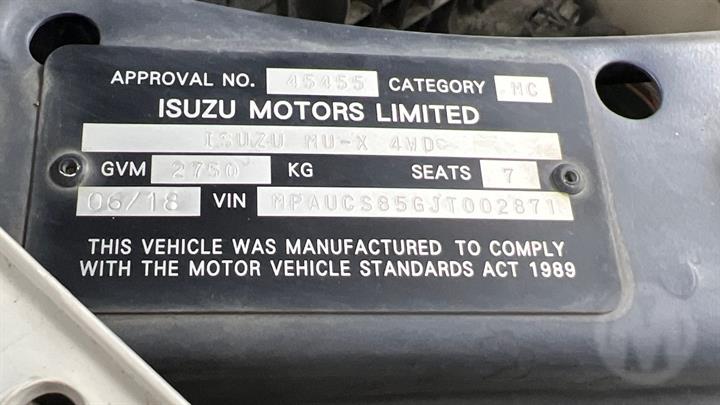 APPROVAL NO. 45455 CATEGORY MC
ISUZU MOTORS LIMITED
ISUZU MU-X 4WD
GVM 2750 KG SEATS 7
06/18 VIN MPAUCS85GJT002871
THIS VEHICLE WAS MANUFACTURED TO COMPLY
WITH THE MOTOR VEHICLE STANDARDS ACT 1989